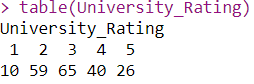 > table(University_Rating)
University_Rating
1 2 3 4 5
10 59 65 40 26